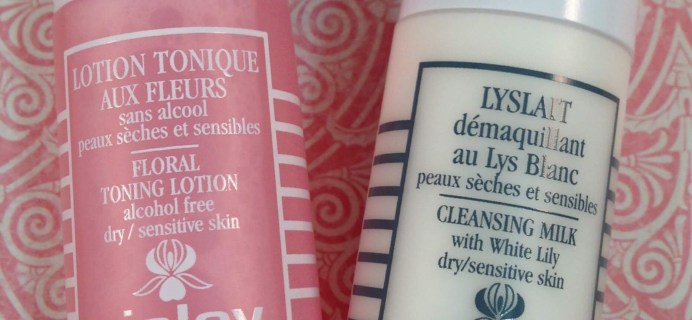 LOTION TONIQUE
AUX FLEURS
sans alcool
peaux sèches et sensibles
FLORAL
TONING LOTION
alcohol free
dry / sensitive skin
sisley
LYSLAIT
démaquillant
au Lys Blanc
peaux sèches et sensibles
CLEANSING MILK
with White Lily
dry/sensitive skin